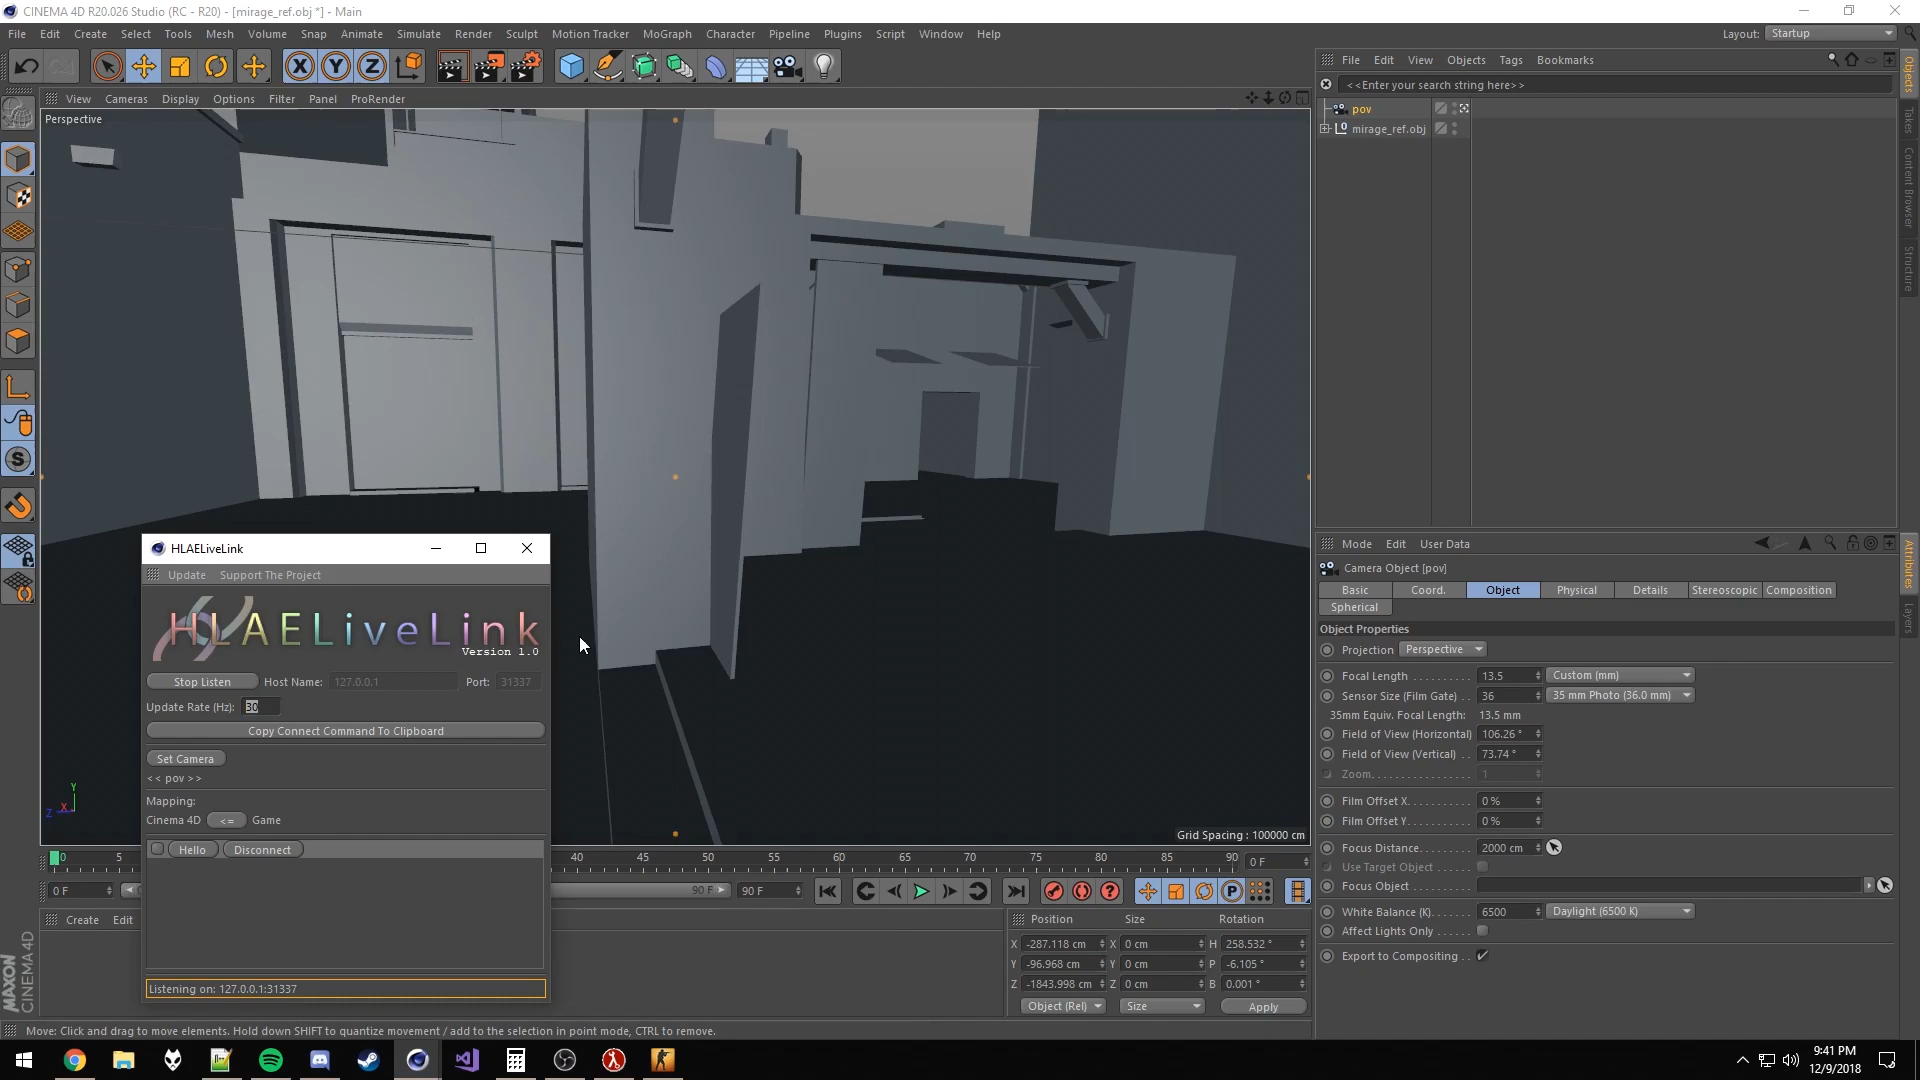 CINEMA 4D R20.026 Studio (RC - R20) - [mirage_ref.obj *] - Main
File Edit Create Select Tools Mesh Volume Snap Animate Simulate Render Sculpt Motion Tracker MoGraph Character Pipeline Plugins Script Window Help
Layout: Startup
X Y Z
File Edit View Objects Tags Bookmarks
<<Enter your search string here>>
pov
mirage_ref.obj
Objects
Takes
Content Browser
Structure
View Cameras Display Options Filter Panel ProRender
Perspective
Grid Spacing : 100000 cm
Y
X
Z
HLAELiveLink
Update Support The Project
HLAELiveLink
Version 1.0
Stop Listen Host Name: 127.0.0.1 Port: 31337
Update Rate (Hz): 30
Copy Connect Command To Clipboard
Set Camera
<< pov >>
Mapping:
Cinema 4D <= Game
Hello Disconnect
Listening on: 127.0.0.1:31337
Mode Edit User Data
Camera Object [pov]
Basic Coord. Object Physical Details Stereoscopic Composition
Spherical
Object Properties
Projection Perspective
Focal Length . . . . . . . . . . 13.5 Custom (mm)
Sensor Size (Film Gate) . . 36 35 mm Photo (36.0 mm)
35mm Equiv. Focal Length: 13.5 mm
Field of View (Horizontal) 106.26 °
Field of View (Vertical) . . 73.74 °
Zoom. . . . . . . . . . . . . . . . 1
Film Offset X. . . . . . . . . . 0 %
Film Offset Y. . . . . . . . . . 0 %
Focus Distance. . . . . . . . 2000 cm
Use Target Object . . . . . .
Focus Object . . . . . . . . . .
White Balance (K). . . . . . . 6500 Daylight (6500 K)
Affect Lights Only . . . . . .
Export to Compositing . .
Attributes
Layers
0 5 40 45 50 55 60 65 70 75 80 85 90 0 F
0 F 90 F 90 F
Create Edit
Position Size Rotation
X -287.118 cm X 0 cm H 258.532 °
Y -96.968 cm Y 0 cm P -6.105 °
Z -1843.998 cm Z 0 cm B 0.001 °
Object (Rel) Size Apply
MAXON
CINEMA 4D
Move: Click and drag to move elements. Hold down SHIFT to quantize movement / add to the selection in point mode, CTRL to remove.
9:41 PM
12/9/2018